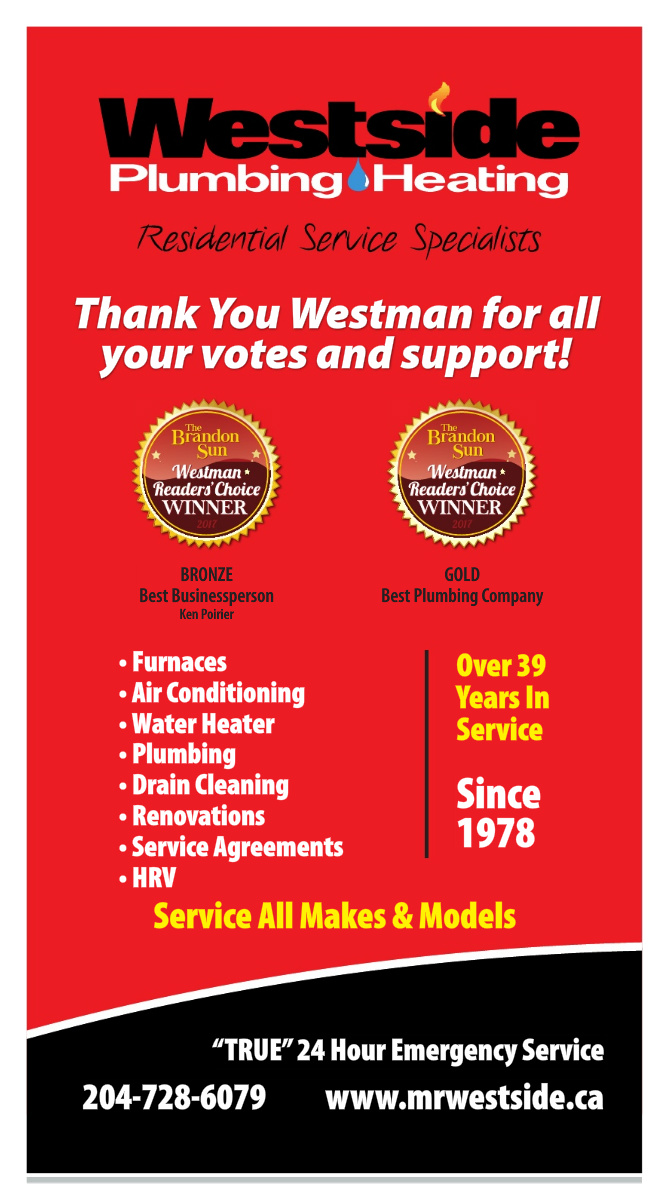 Westside
Plumbing Heating
Residential Service Specialists
Thank You Westman for all
your votes and support!
The
Brandon
Sun
Westman
Readers' Choice
WINNER
2017
The
Brandon
Sun
Westman
Readers' Choice
WINNER
2017
BRONZE
Best Businessperson
Ken Poirier
GOLD
Best Plumbing Company
• Furnaces
• Air Conditioning
• Water Heater
• Plumbing
• Drain Cleaning
• Renovations
• Service Agreements
• HRV
Over 39
Years In
Service
Since
1978
Service All Makes & Models
“TRUE” 24 Hour Emergency Service
204-728-6079 www.mrwestside.ca